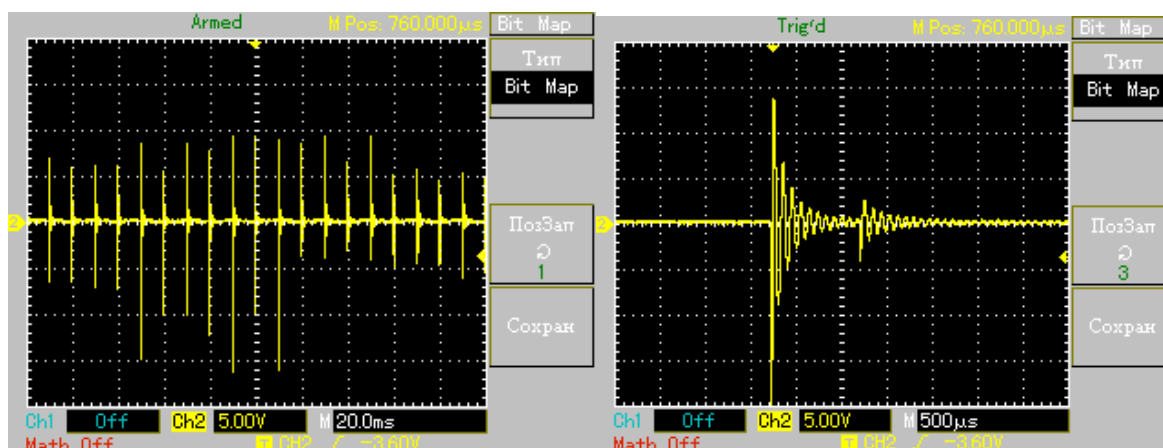 Armed M Pos: 760.000µs Bit Map
Тип
Bit Map
2
ПозЗап
1
Сохран
Ch1 Off Ch2 5.00V M 20.0ms
Math Off T CH2 / -3.60V
Trig'd M Pos: 760.000µs Bit Map
Тип
Bit Map
2
ПозЗап
3
Сохран
Ch1 Off Ch2 5.00V M 500µs
Math Off T CH2 / -3.60V